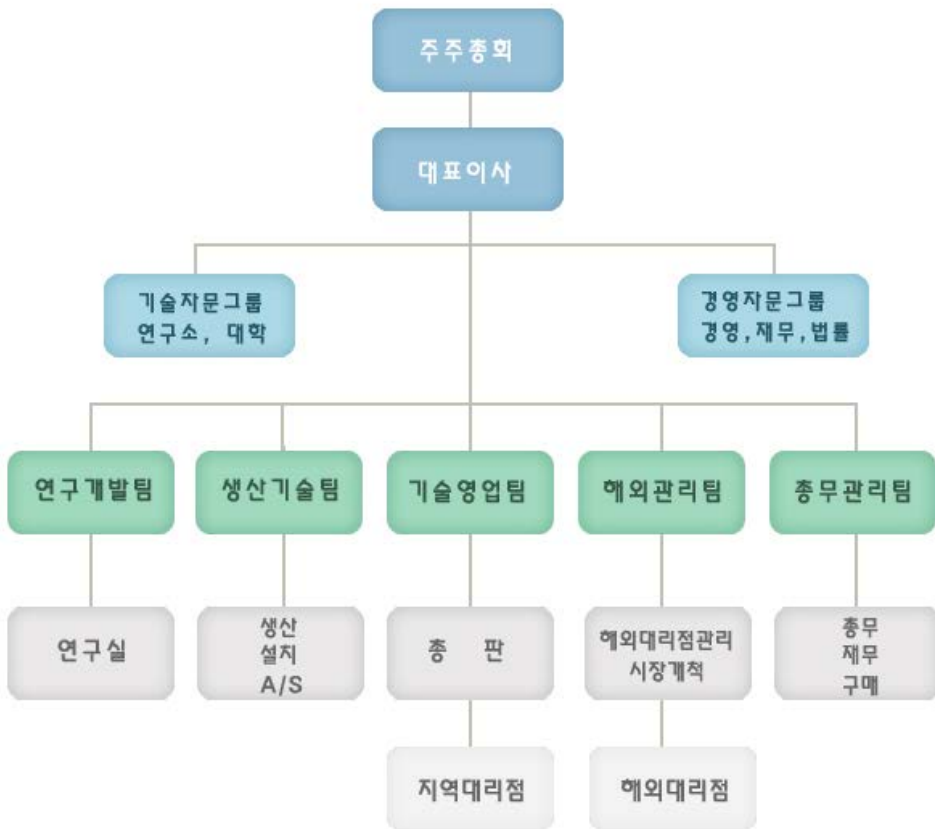 주주총회
대표이사
기술자문그룹
연구소, 대학
경영자문그룹
경영,재무,법률
연구개발팀
생산기술팀
기술영업팀
해외관리팀
총무관리팀
연구실
생산
설치
A/S
총 판
해외대리점관리
시장개척
총무
재무
구매
지역대리점
해외대리점